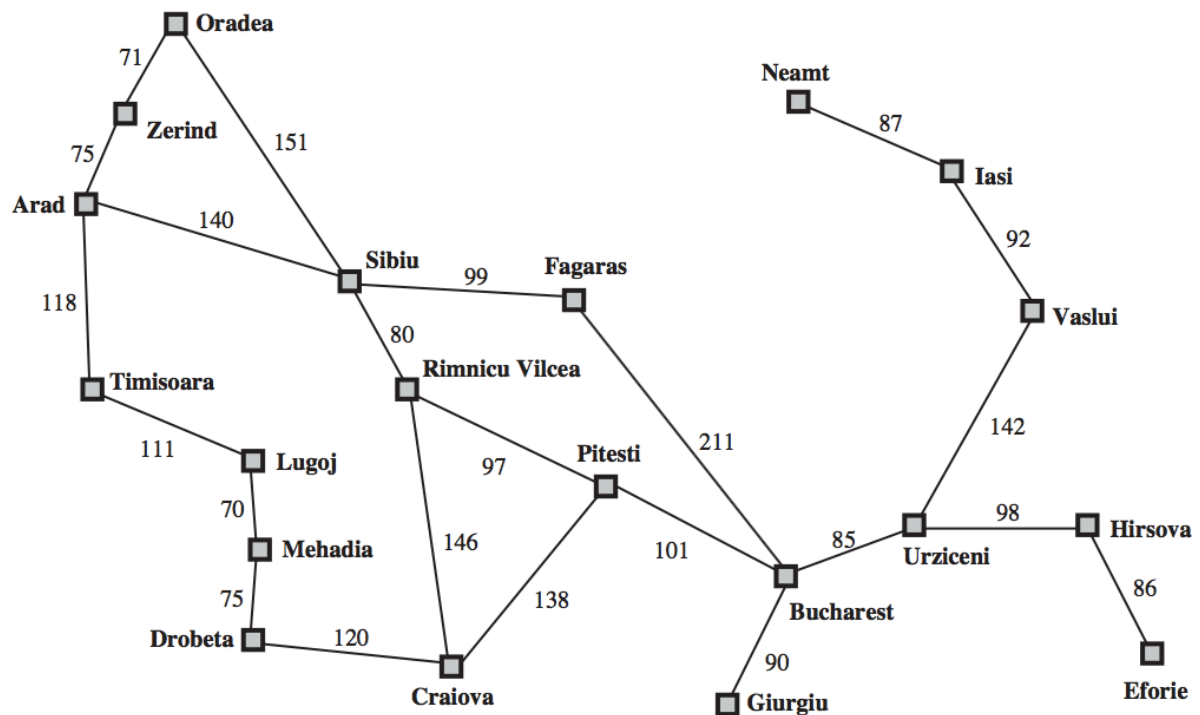 Oradea
71
Neamt
Zerind
87
151
75
Iasi
Arad
140
92
Sibiu
Fagaras
99
118
Vaslui
80
Timisoara
Rimnicu Vilcea
142
211
111
Lugoj
Pitesti
97
70
98
Hirsova
146
85
Mehadia
101
Urziceni
86
75
138
Bucharest
Drobeta
120
90
Craiova
Giurgiu
Eforie